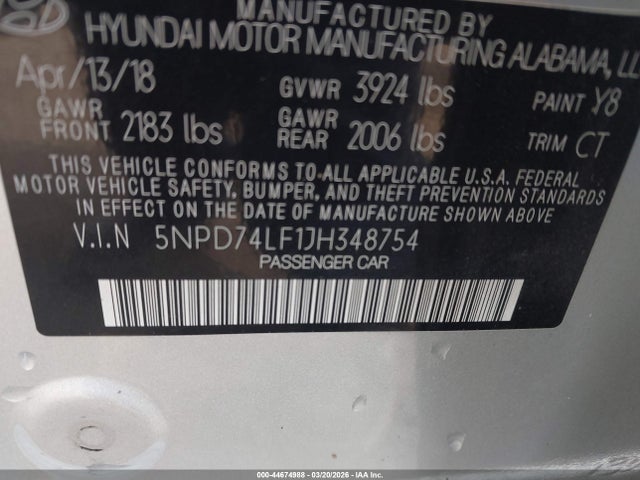 MANUFACTURED BY
HYUNDAI MOTOR MANUFACTURING ALABAMA, LL
Apr/13/18 GVWR 3924 lbs PAINT Y8
GAWR FRONT 2183 lbs GAWR REAR 2006 lbs TRIM CT
THIS VEHICLE CONFORMS TO ALL APPLICABLE U.S.A. FEDERAL
MOTOR VEHICLE SAFETY, BUMPER, AND THEFT PREVENTION STANDARDS
IN EFFECT ON THE DATE OF MANUFACTURE SHOWN ABOVE
V.I.N 5NPD74LF1JH348754
PASSENGER CAR
000-44674988 | 03/20/2026 | IAA, Inc.